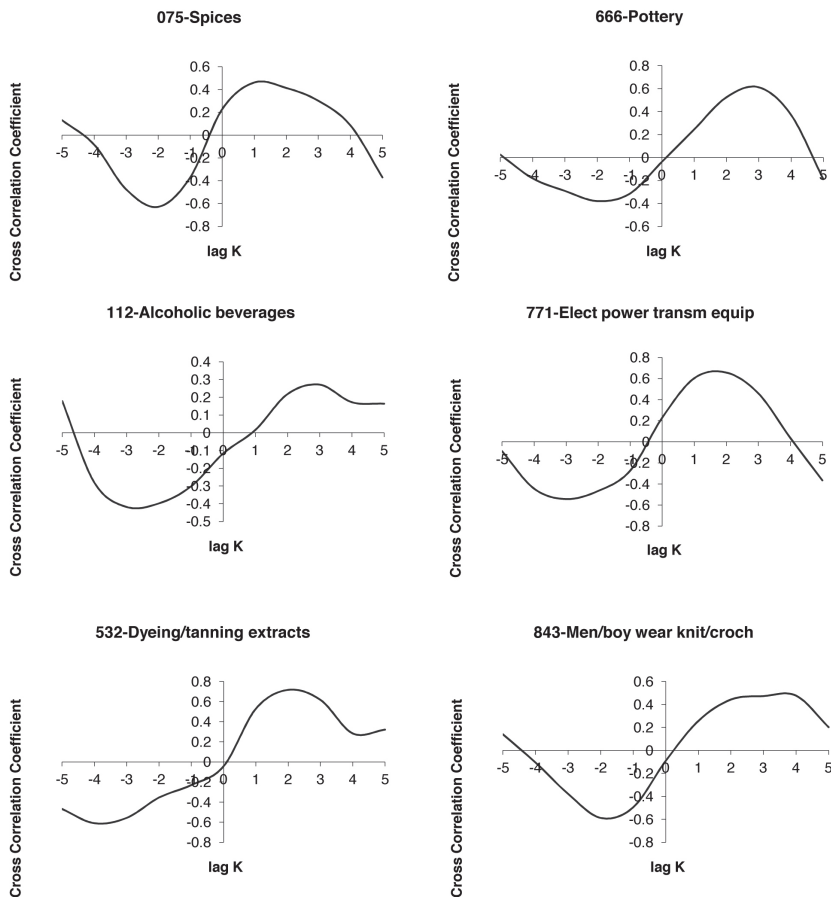 075-Spices
Cross Correlation Coefficient
0.6
0.4
0.2
0
-0.2
-0.4
-0.6
-0.8
-5 -4 -3 -2 -1 0 1 2 3 4 5
lag K
666-Pottery
Cross Correlation Coefficient
0.8
0.6
0.4
0.2
0
-0.2
-0.4
-0.6
-5 -4 -3 -2 -1 0 1 2 3 4 5
lag K
112-Alcoholic beverages
Cross Correlation Coefficient
0.4
0.3
0.2
0.1
0
-0.1
-0.2
-0.3
-0.4
-0.5
-5 -4 -3 -2 -1 0 1 2 3 4 5
lag K
771-Elect power transm equip
Cross Correlation Coefficient
0.8
0.6
0.4
0.2
0
-0.2
-0.4
-0.6
-0.8
-5 -4 -3 -2 -1 0 1 2 3 4 5
lag K
532-Dyeing/tanning extracts
Cross Correlation Coefficient
0.8
0.6
0.4
0.2
0
-0.2
-0.4
-0.6
-0.8
-5 -4 -3 -2 -1 0 1 2 3 4 5
lag K
843-Men/boy wear knit/croch
Cross Correlation Coefficient
0.6
0.4
0.2
0
-0.2
-0.4
-0.6
-0.8
-5 -4 -3 -2 -1 0 1 2 3 4 5
lag K